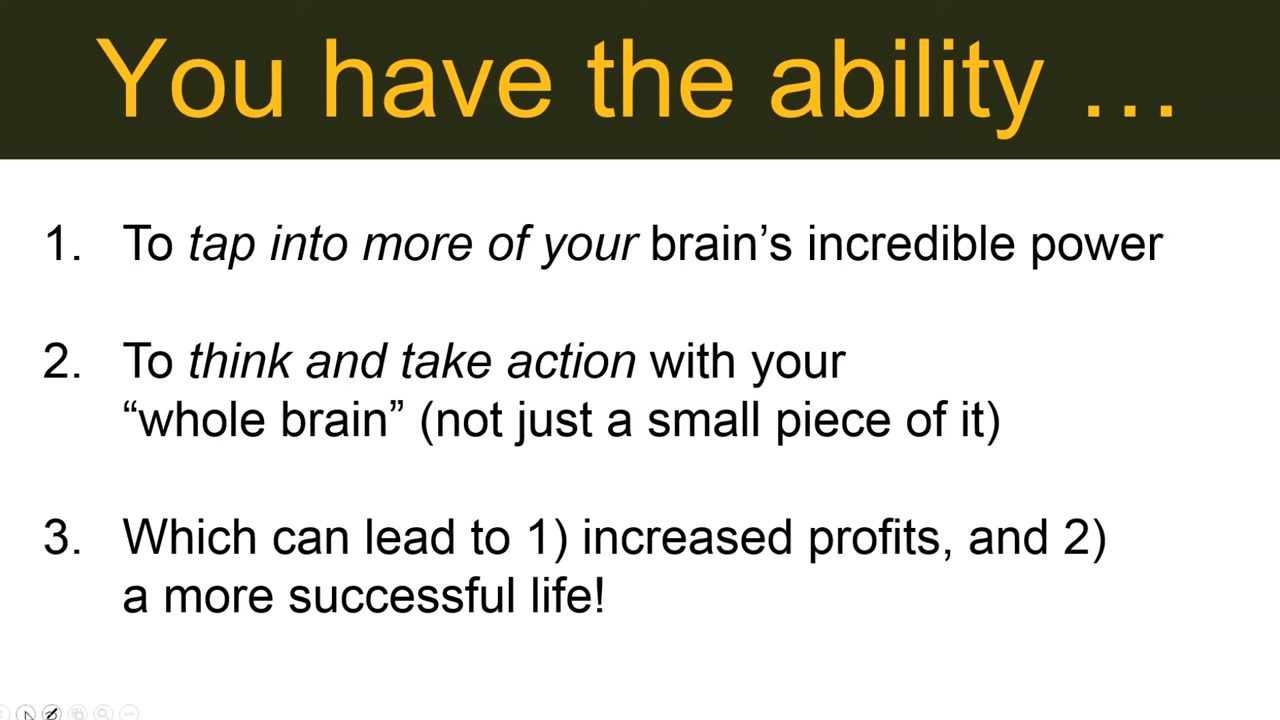 You have the ability …
1. To tap into more of your brain’s incredible power
2. To think and take action with your
“whole brain” (not just a small piece of it)
3. Which can lead to 1) increased profits, and 2)
a more successful life!